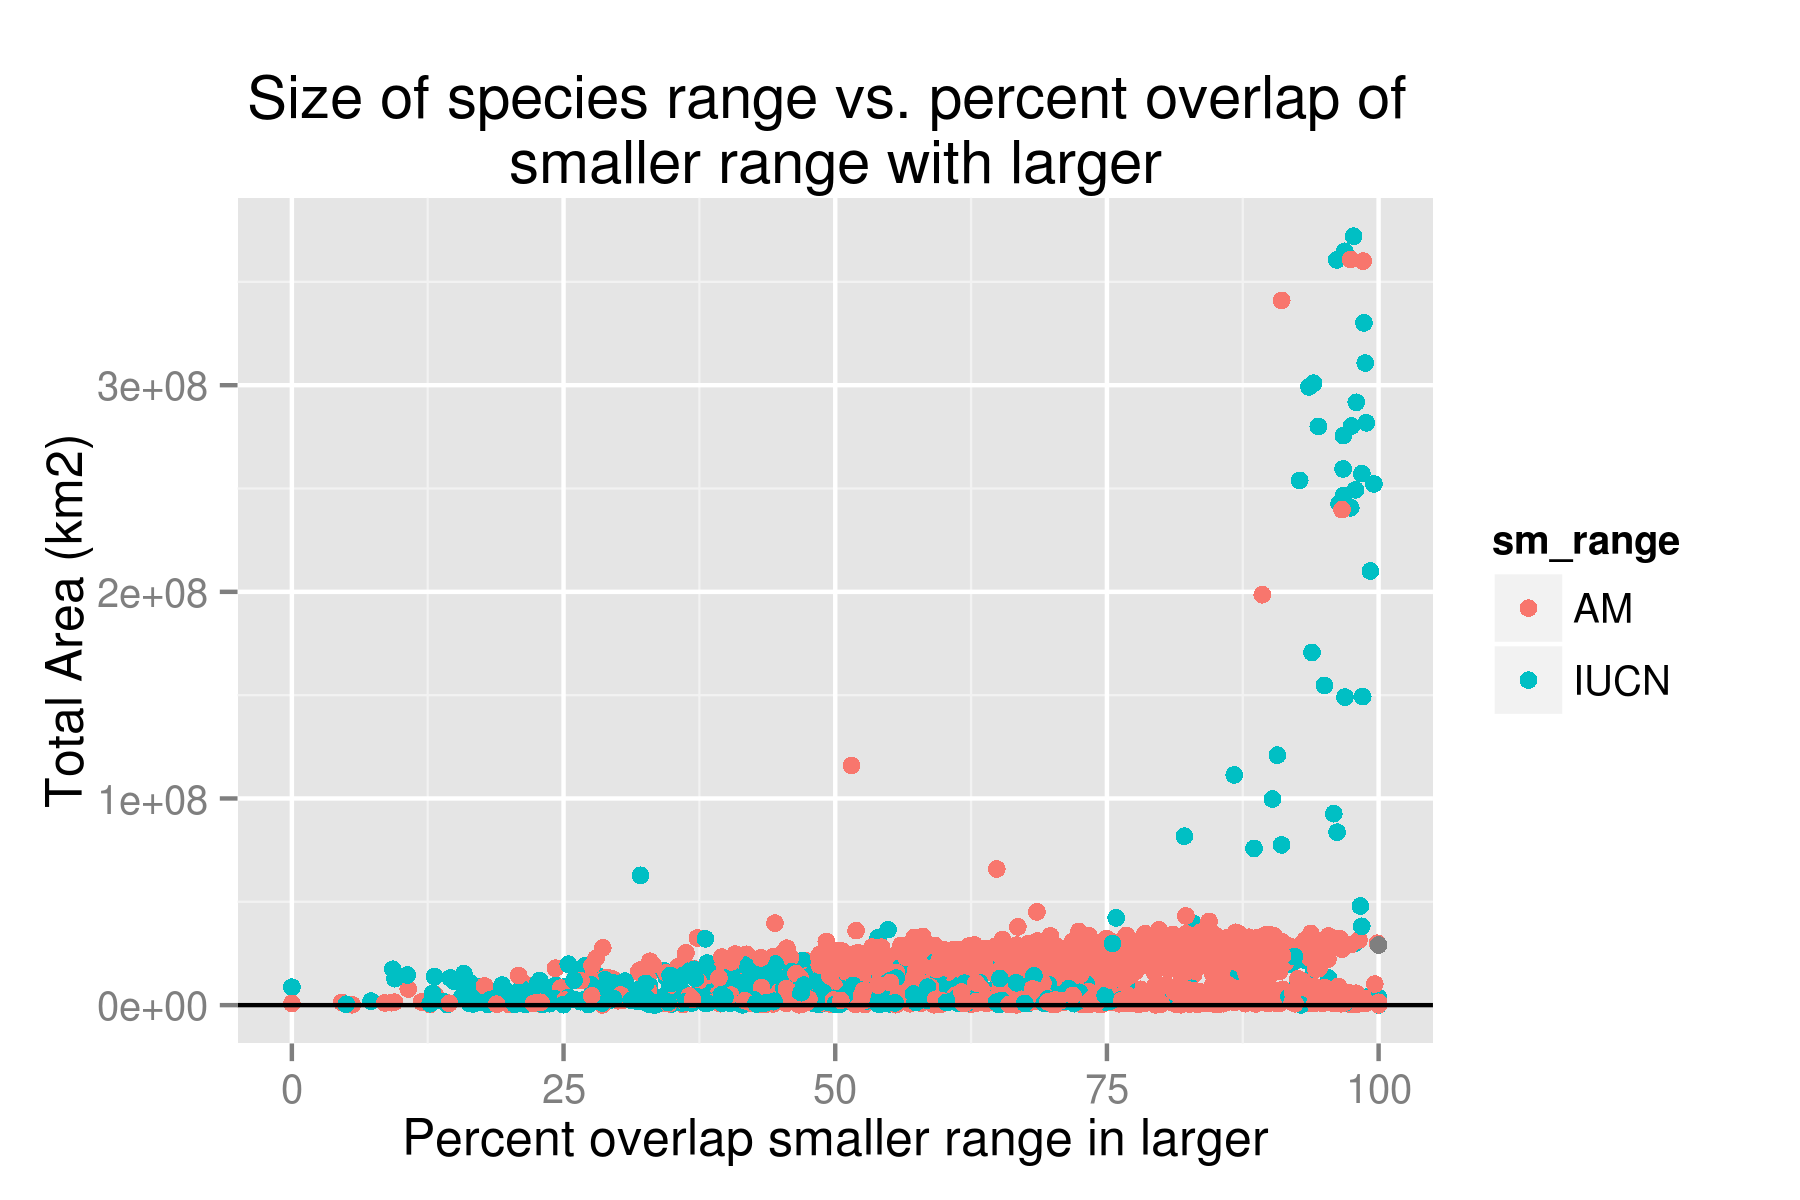 Size of species range vs. percent overlap of
smaller range with larger
Total Area (km2)
3e+08
2e+08
1e+08
0e+00
0 25 50 75 100
Percent overlap smaller range in larger
sm_range
AM
IUCN